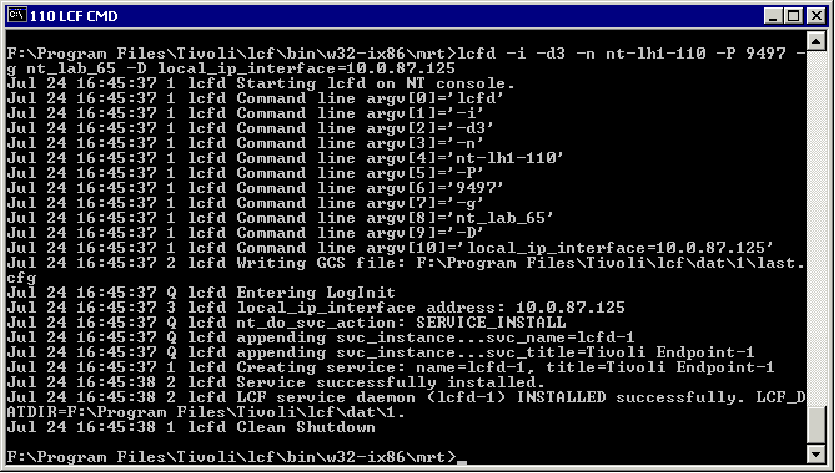 110 LCF CMD
F:\Program Files\Tivoli\lcf\bin\w32-ix86\mrt>lcfd -i -d3 -n nt-lh1-110 -P 9497 -
g nt_lab_65 -D local_ip_interface=10.0.87.125
Jul 24 16:45:37 1 lcfd Starting lcfd on NT console.
Jul 24 16:45:37 1 lcfd Command line argv[0]='lcfd'
Jul 24 16:45:37 1 lcfd Command line argv[1]='-i'
Jul 24 16:45:37 1 lcfd Command line argv[2]='-d3'
Jul 24 16:45:37 1 lcfd Command line argv[3]='-n'
Jul 24 16:45:37 1 lcfd Command line argv[4]='nt-lh1-110'
Jul 24 16:45:37 1 lcfd Command line argv[5]='-P'
Jul 24 16:45:37 1 lcfd Command line argv[6]='9497'
Jul 24 16:45:37 1 lcfd Command line argv[7]='-g'
Jul 24 16:45:37 1 lcfd Command line argv[8]='nt_lab_65'
Jul 24 16:45:37 1 lcfd Command line argv[9]='-D'
Jul 24 16:45:37 1 lcfd Command line argv[10]='local_ip_interface=10.0.87.125'
Jul 24 16:45:37 2 lcfd Writing GCS file: F:\Program Files\Tivoli\lcf\dat\1\last.
cfg
Jul 24 16:45:37 Q lcfd Entering LogInit
Jul 24 16:45:37 3 lcfd local_ip_interface address: 10.0.87.125
Jul 24 16:45:37 Q lcfd nt_do_svc_action: SERVICE_INSTALL
Jul 24 16:45:37 Q lcfd appending svc_instance...svc_name=lcfd-1
Jul 24 16:45:37 Q lcfd appending svc_instance...svc_title=Tivoli Endpoint-1
Jul 24 16:45:37 1 lcfd Creating service: name=lcfd-1, title=Tivoli Endpoint-1
Jul 24 16:45:38 2 lcfd Service successfully installed.
Jul 24 16:45:38 2 lcfd LCF service daemon (lcfd-1) INSTALLED successfully. LCF_D
ATDIR=F:\Program Files\Tivoli\lcf\dat\1.
Jul 24 16:45:38 1 lcfd Clean Shutdown
F:\Program Files\Tivoli\lcf\bin\w32-ix86\mrt>_